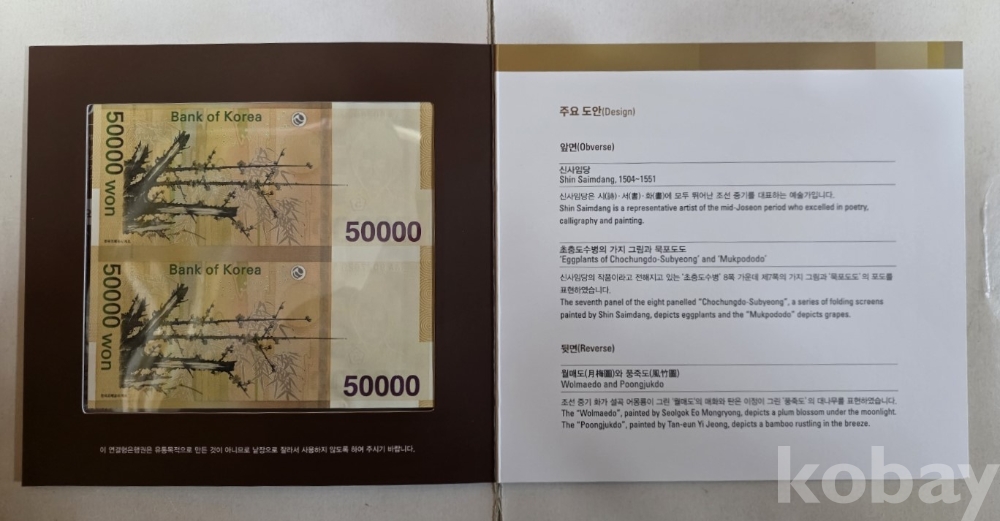 Bank of Korea
50000 won
50000
Bank of Korea
50000 won
50000
이 연결형은행권은 유통목적으로 만든 것이 아니므로 낱장으로 잘라서 사용하지 않도록 하여 주시기 바랍니다.
주요 도안(Design)
앞면(Obverse)
신사임당
Shin Saimdang, 1504~1551
신사임당은 시(詩)·서(書)·화(畵)에 모두 뛰어난 조선 중기를 대표하는 예술가입니다.
Shin Saimdang is a representative artist of the mid-Joseon period who excelled in poetry,
calligraphy and painting.
초충도수병의 가지 그림과 묵포도도
'Eggplants of Chochungdo-Subyeong' and 'Mukpododo'
신사임당의 작품이라고 전해지고 있는 '초충도수병' 8폭 가운데 제7폭의 가지 그림과 '묵포도도'의 포도를
표현하였습니다.
The seventh panel of the eight panelled "Chochungdo-Subyeong", a series of folding screens
painted by Shin Saimdang, depicts eggplants and the "Mukpododo" depicts grapes.
뒷면(Reverse)
월매도(月梅圖)와 풍죽도(風竹圖)
Wolmaedo and Poongjukdo
조선 중기 화가 설곡 어몽룡이 그린 '월매도'의 매화와 탄은 이정이 그린 '풍죽도'의 대나무를 표현하였습니다.
The "Wolmaedo", painted by Seolgok Eo Mongryong, depicts a plum blossom under the moonlight.
The "Poongjukdo", painted by Tan-eun Yi Jeong, depicts a bamboo rustling in the breeze.
kobay